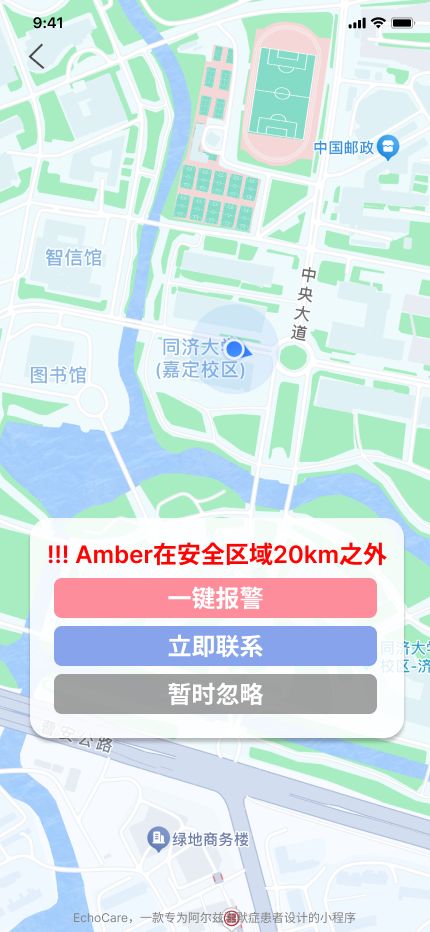 9:41
中国邮政
智信馆
中央大道
同济大学
(嘉定校区)
图书馆
!!! Amber在安全区域20km之外
一键报警
立即联系
暂时忽略
同济大学
校区-济
曹安公路
绿地商务楼
EchoCare，一款专为阿尔兹海默症患者设计的小程序